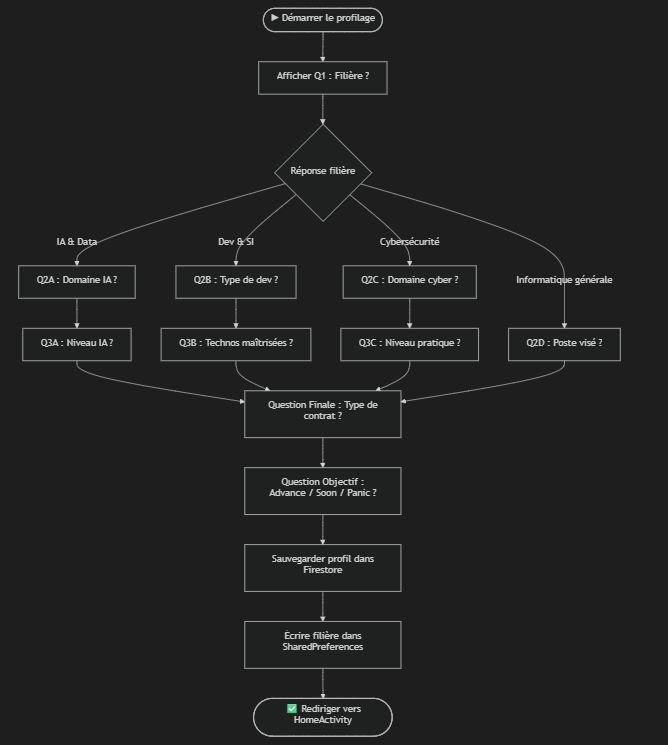 ▶ Démarrer le profilage
Afficher Q1 : Filière ?
Réponse filière
IA & Data
Dev & SI
Cybersécurité
Informatique générale
Q2A : Domaine IA ?
Q2B : Type de dev ?
Q2C : Domaine cyber ?
Q3A : Niveau IA ?
Q3B : Technos maîtrisées ?
Q3C : Niveau pratique ?
Q2D : Poste visé ?
Question Finale : Type de
contrat ?
Question Objectif :
Advance / Soon / Panic ?
Sauvegarder profil dans
Firestore
Écrire filière dans
SharedPreferences
✅ Rediriger vers
HomeActivity